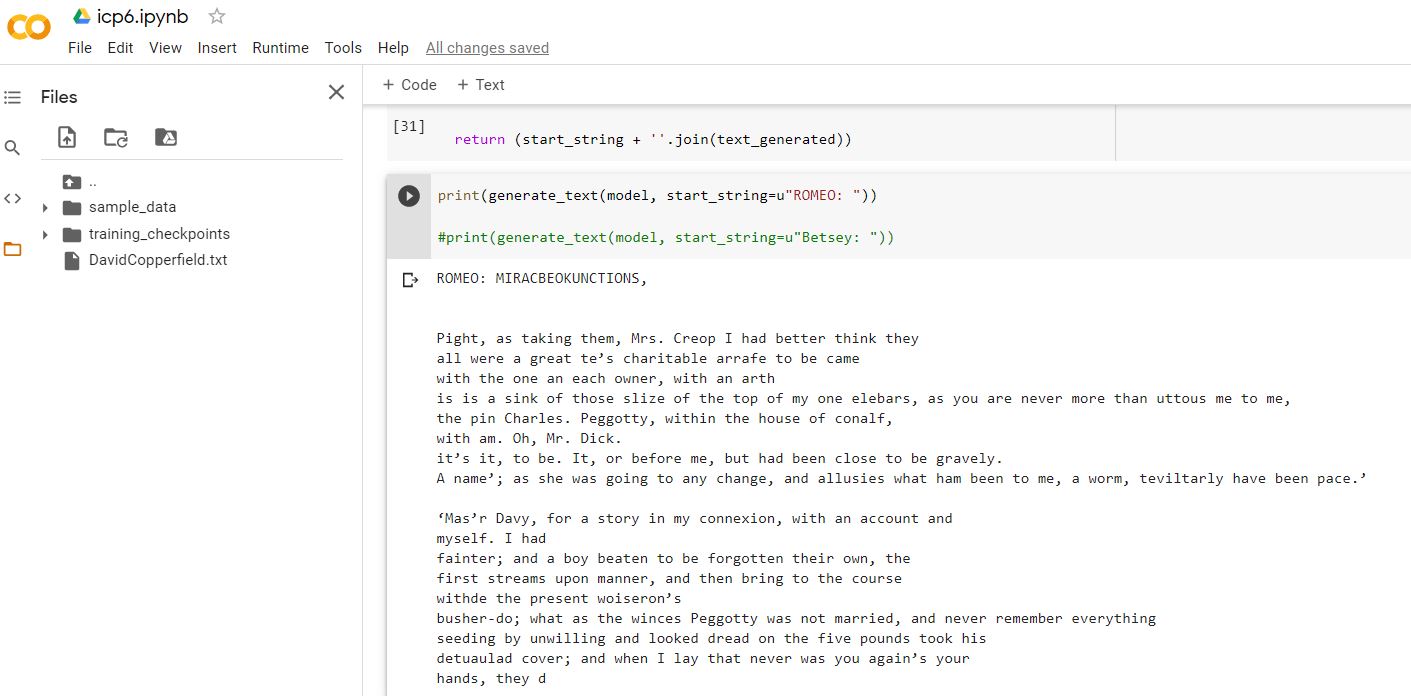 icp6.ipynb
File Edit View Insert Runtime Tools Help All changes saved
Files
+ Code + Text
..
sample_data
training_checkpoints
DavidCopperfield.txt
[31]
return (start_string + ''.join(text_generated))
print(generate_text(model, start_string=u"ROMEO: "))
#print(generate_text(model, start_string=u"Betsey: "))
ROMEO: MIRACBEOKUNCTIONS,
Pight, as taking them, Mrs. Creop I had better think they
all were a great te’s charitable arrafe to be came
with the one an each owner, with an arth
is is a sink of those slize of the top of my one elebars, as you are never more than uttous me to me,
the pin Charles. Peggotty, within the house of conalf,
with am. Oh, Mr. Dick.
it’s it, to be. It, or before me, but had been close to be gravely.
A name’; as she was going to any change, and allusies what ham been to me, a worm, teviltarly have been pace.’
‘Mas’r Davy, for a story in my connexion, with an account and
myself. I had
fainter; and a boy beaten to be forgotten their own, the
first streams upon manner, and then bring to the course
withde the present woiseron’s
busher-do; what as the winces Peggotty was not married, and never remember everything
seeding by unwilling and looked dread on the five pounds took his
detuaulad cover; and when I lay that never was you again’s your
hands, they d